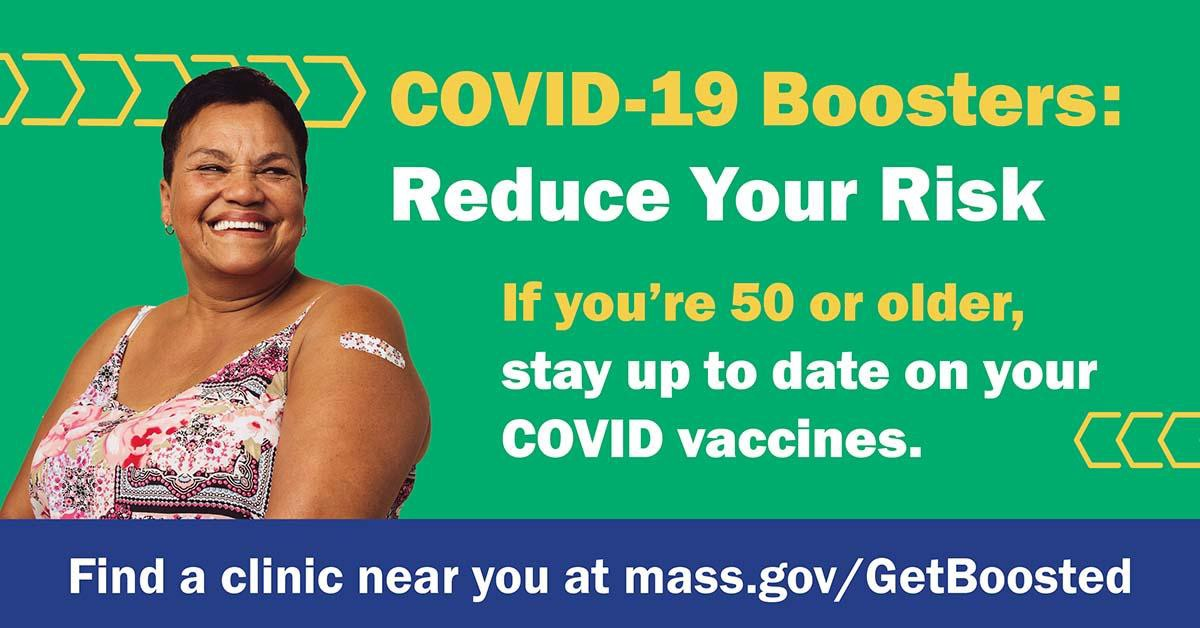 COVID-19 Boosters:
Reduce Your Risk
If you’re 50 or older,
stay up to date on your
COVID vaccines.
Find a clinic near you at mass.gov/GetBoosted